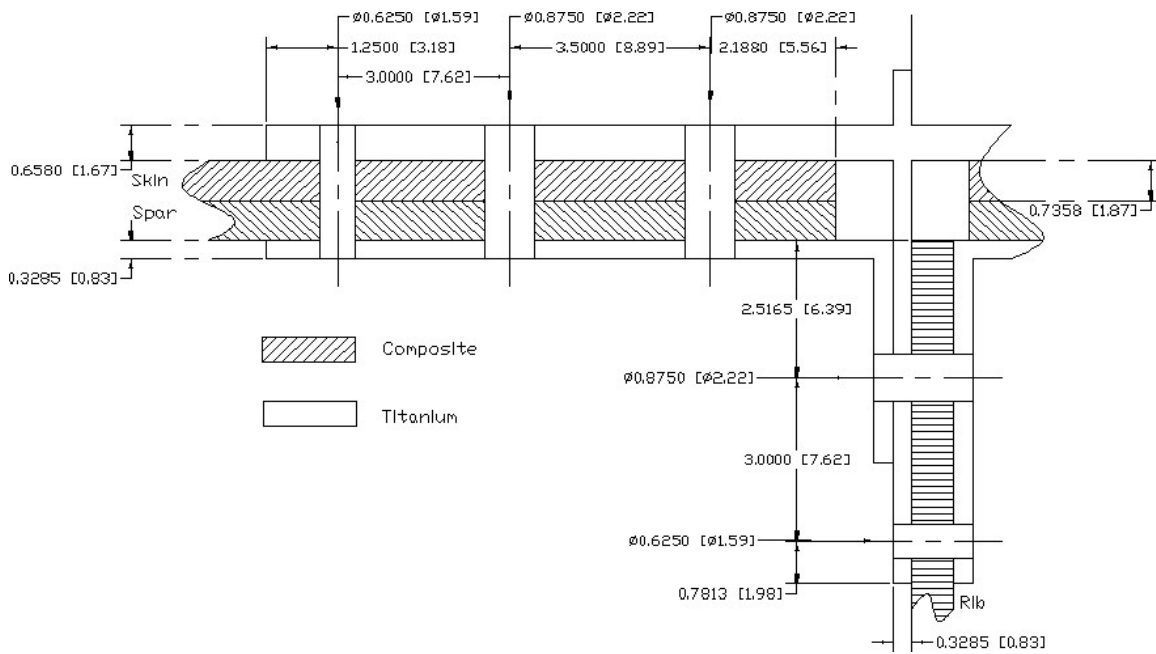 ø0.6250 [ø1.59]
ø0.8750 [ø2.22]
ø0.8750 [ø2.22]
1.2500 [3.18]
3.5000 [8.89]
2.1880 [5.56]
3.0000 [7.62]
0.6580 [1.67]
Skin
Spar
0.7358 [1.87]
0.3285 [0.83]
2.5165 [6.39]
Composite
ø0.8750 [ø2.22]
Titanium
3.0000 [7.62]
ø0.6250 [ø1.59]
0.7813 [1.98]
Rib
0.3285 [0.83]